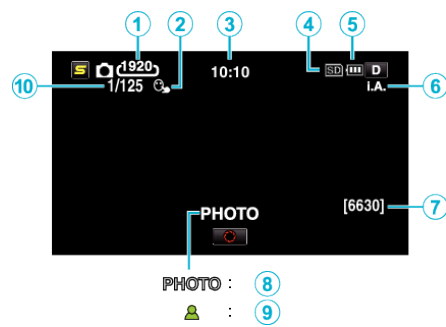 1 2 3 4 5
S 1920 10:10 SD D
10 1/125 I.A. 6
[6630] 7
PHOTO
PHOTO : 8
: 9